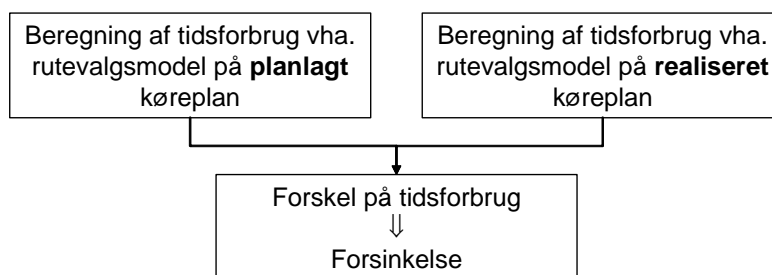 Beregning af tidsforbrug vha.
rutevalgsmodel på planlagt
køreplan
Beregning af tidsforbrug vha.
rutevalgsmodel på realiseret
køreplan
Forskel på tidsforbrug
⇓
Forsinkelse